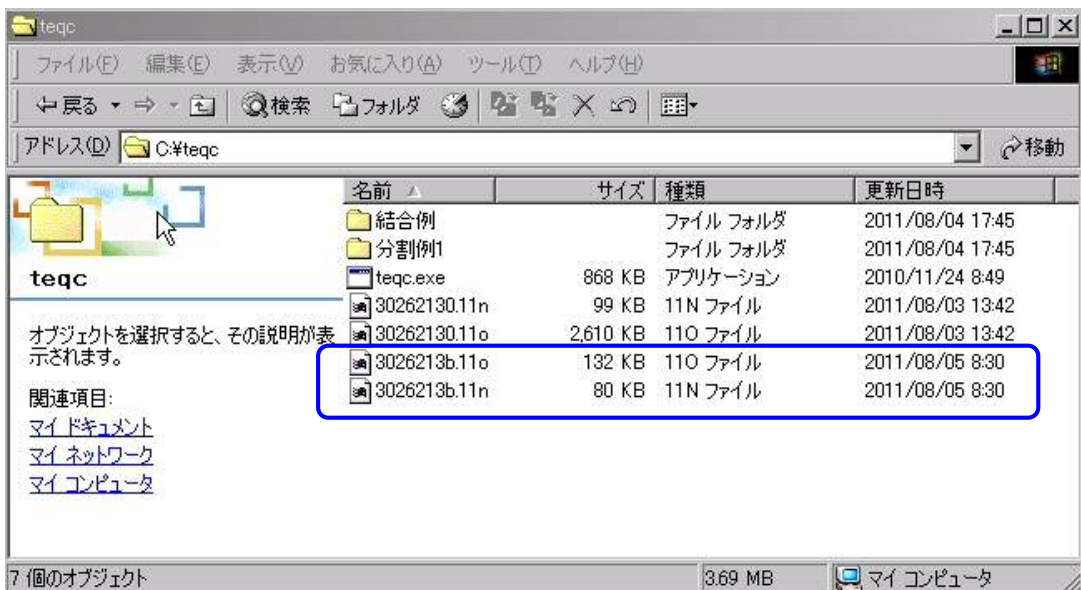 teqc
ファイル(F) 編集(E) 表示(V) お気に入り(A) ツール(T) ヘルプ(H)
戻る 検索 フォルダ
アドレス(D) C:¥teqc 移動
名前 サイズ 種類 更新日時
結合例 ファイル フォルダ 2011/08/04 17:45
分割例1 ファイル フォルダ 2011/08/04 17:45
teqc.exe 868 KB アプリケーション 2010/11/24 8:49
30262130.11n 99 KB 11N ファイル 2011/08/03 13:42
30262130.11o 2,610 KB 11O ファイル 2011/08/03 13:42
3026213b.11o 132 KB 11O ファイル 2011/08/05 8:30
3026213b.11n 80 KB 11N ファイル 2011/08/05 8:30
teqc
オブジェクトを選択すると、その説明が表
示されます。
関連項目:
マイ ドキュメント
マイ ネットワーク
マイ コンピュータ
7 個のオブジェクト 3.69 MB マイ コンピュータ